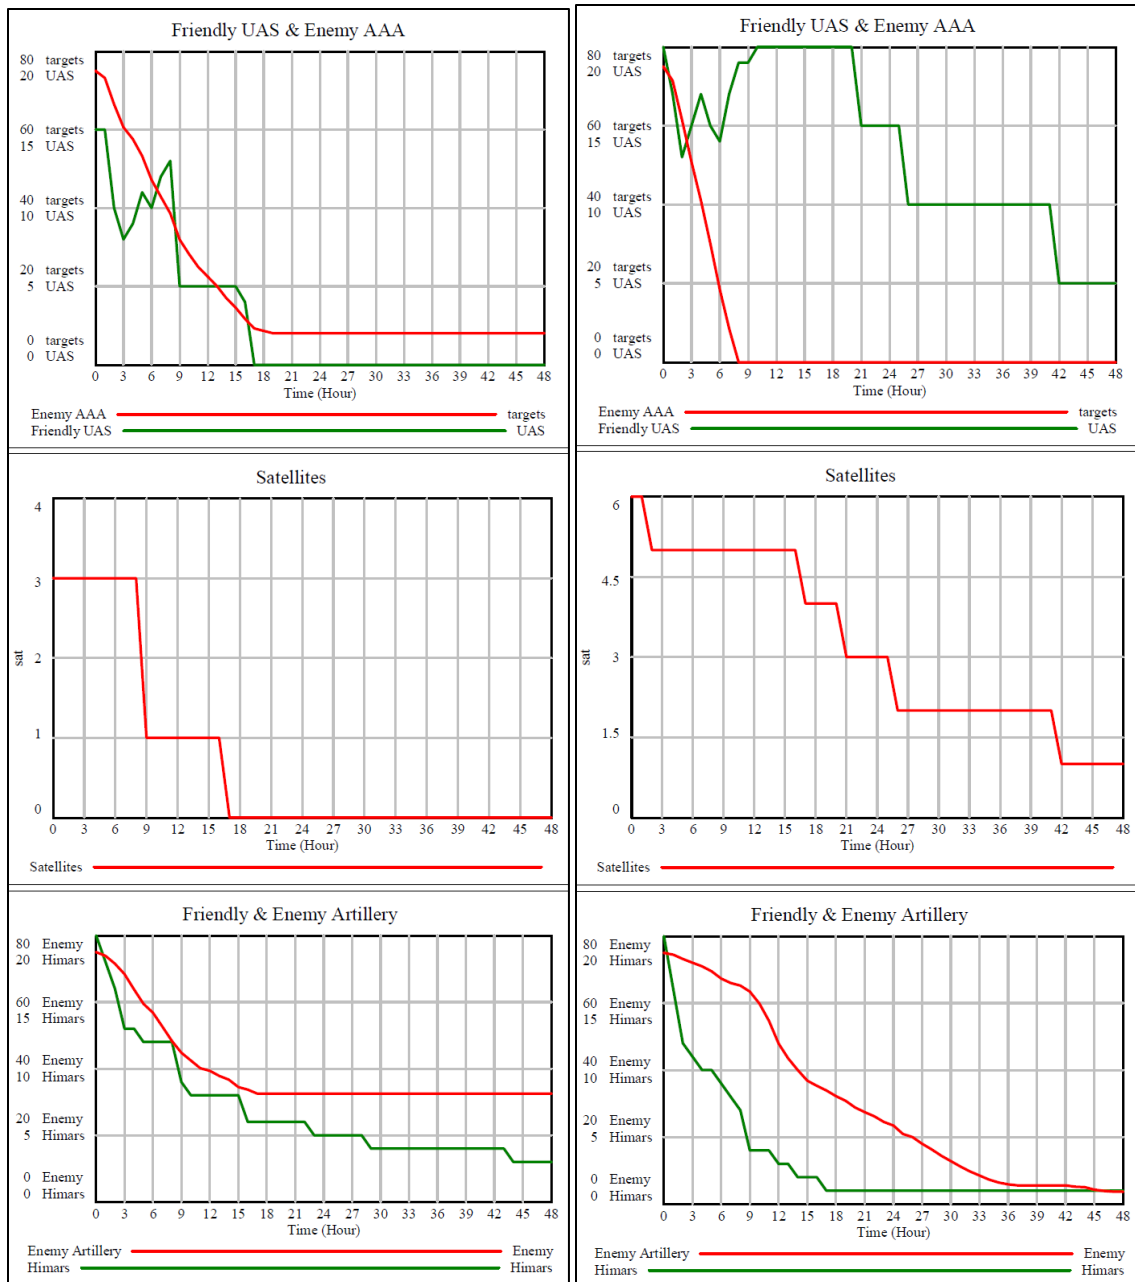 Friendly UAS & Enemy AAA
80 targets
20 UAS
60 targets
15 UAS
40 targets
10 UAS
20 targets
5 UAS
0 targets
0 UAS
0 3 6 9 12 15 18 21 24 27 30 33 36 39 42 45 48
Time (Hour)
Enemy AAA targets
Friendly UAS UAS
Satellites
4
3
2
1
0
sat
0 3 6 9 12 15 18 21 24 27 30 33 36 39 42 45 48
Time (Hour)
Satellites
Friendly & Enemy Artillery
80 Enemy
20 Himars
60 Enemy
15 Himars
40 Enemy
10 Himars
20 Enemy
5 Himars
0 Enemy
0 Himars
0 3 6 9 12 15 18 21 24 27 30 33 36 39 42 45 48
Time (Hour)
Enemy Artillery Enemy
Himars Himars
Friendly UAS & Enemy AAA
80 targets
20 UAS
60 targets
15 UAS
40 targets
10 UAS
20 targets
5 UAS
0 targets
0 UAS
0 3 6 9 12 15 18 21 24 27 30 33 36 39 42 45 48
Time (Hour)
Enemy AAA targets
Friendly UAS UAS
Satellites
6
4.5
3
1.5
0
sat
0 3 6 9 12 15 18 21 24 27 30 33 36 39 42 45 48
Time (Hour)
Satellites
Friendly & Enemy Artillery
80 Enemy
20 Himars
60 Enemy
15 Himars
40 Enemy
10 Himars
20 Enemy
5 Himars
0 Enemy
0 Himars
0 3 6 9 12 15 18 21 24 27 30 33 36 39 42 45 48
Time (Hour)
Enemy Artillery Enemy
Himars Himars